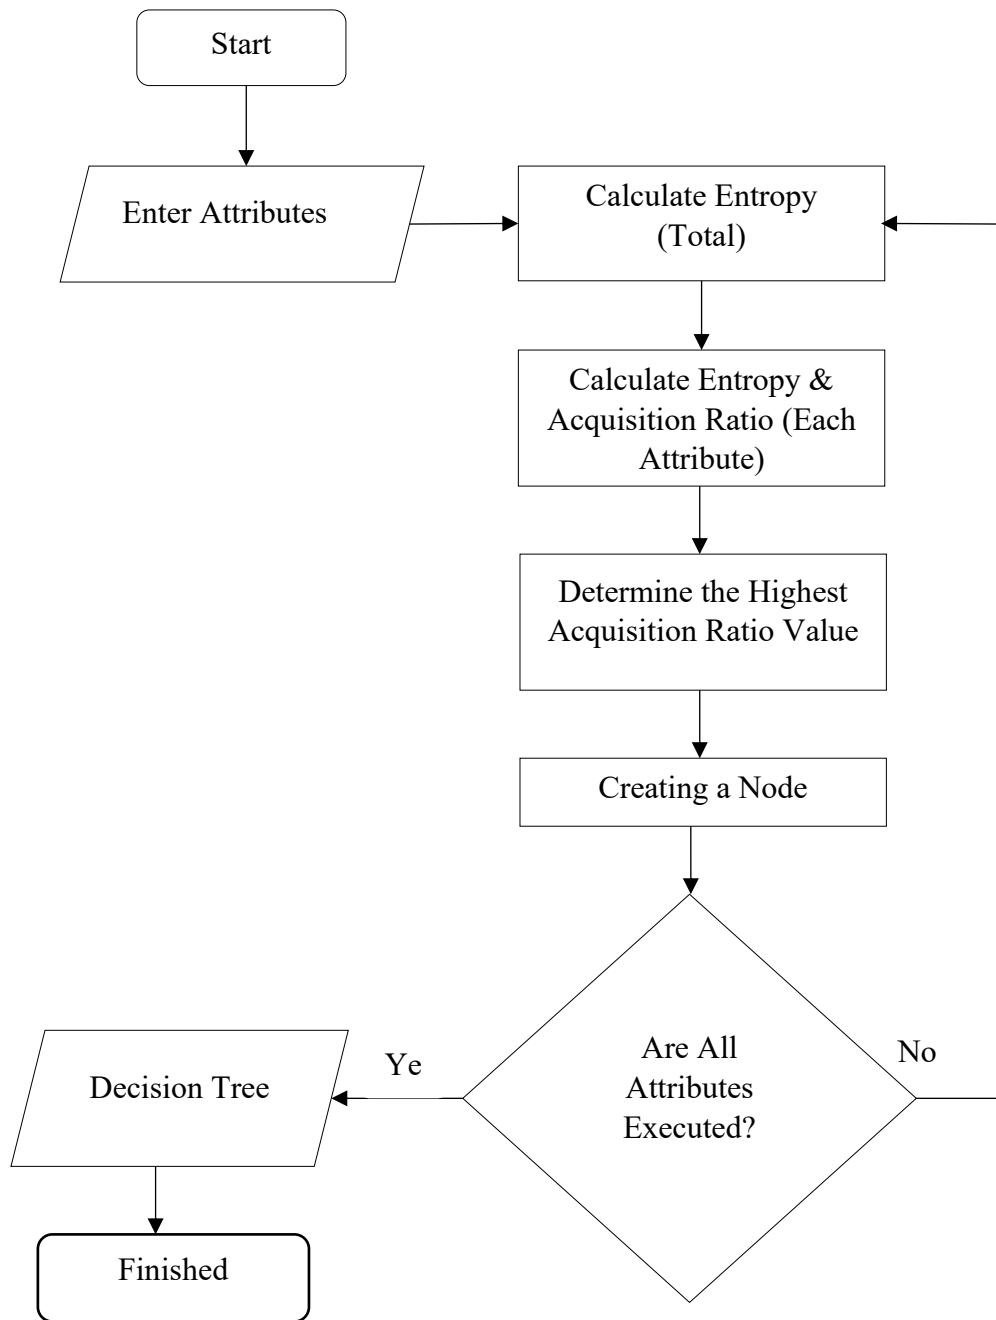 Start
Enter Attributes
Calculate Entropy
(Total)
Calculate Entropy &
Acquisition Ratio (Each
Attribute)
Determine the Highest
Acquisition Ratio Value
Creating a Node
Are All
Attributes
Executed?
No
Ye
Decision Tree
Finished